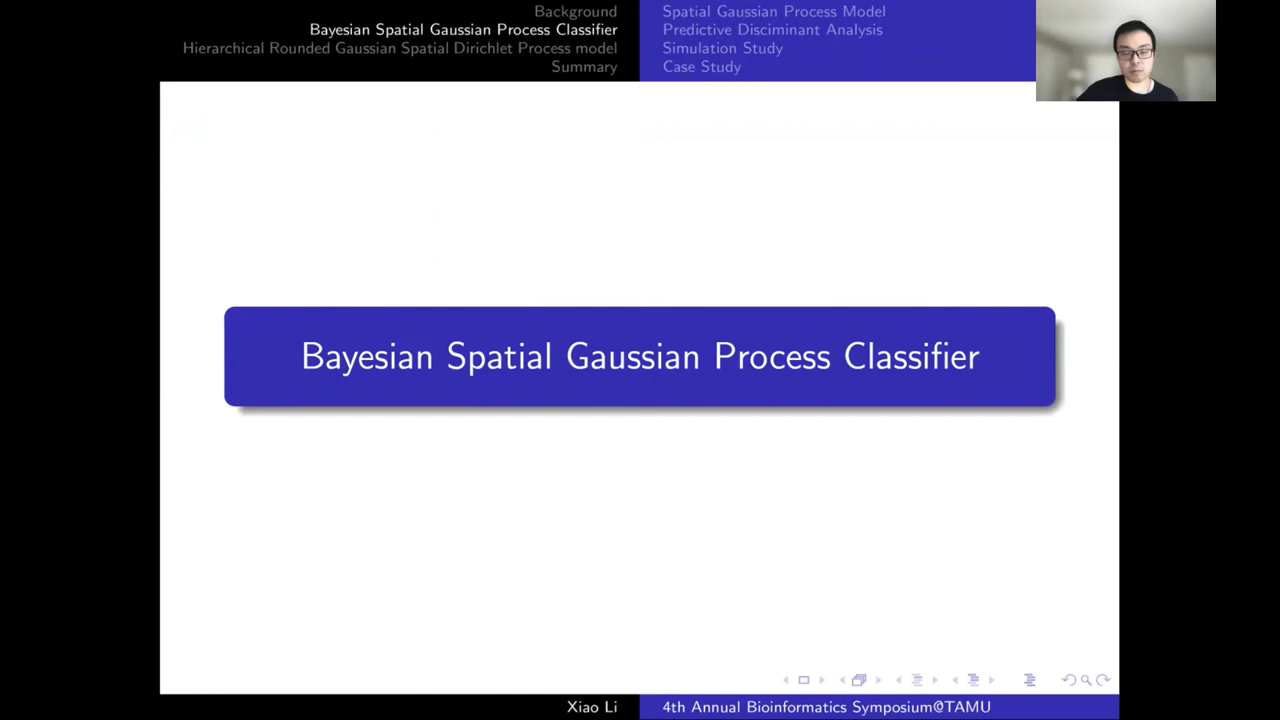 Background
Bayesian Spatial Gaussian Process Classifier
Hierarchical Rounded Gaussian Spatial Dirichlet Process model
Summary
Spatial Gaussian Process Model
Predictive Disciminant Analysis
Simulation Study
Case Study
Bayesian Spatial Gaussian Process Classifier
Xiao Li
4th Annual Bioinformatics Symposium@TAMU